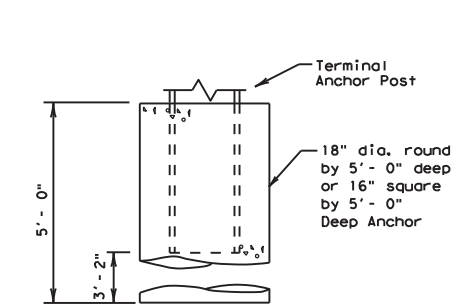 Terminal
Anchor Post
18" dia. round
by 5'- 0" deep
or 16" square
by 5'- 0"
Deep Anchor
5'- 0"
3'- 2"